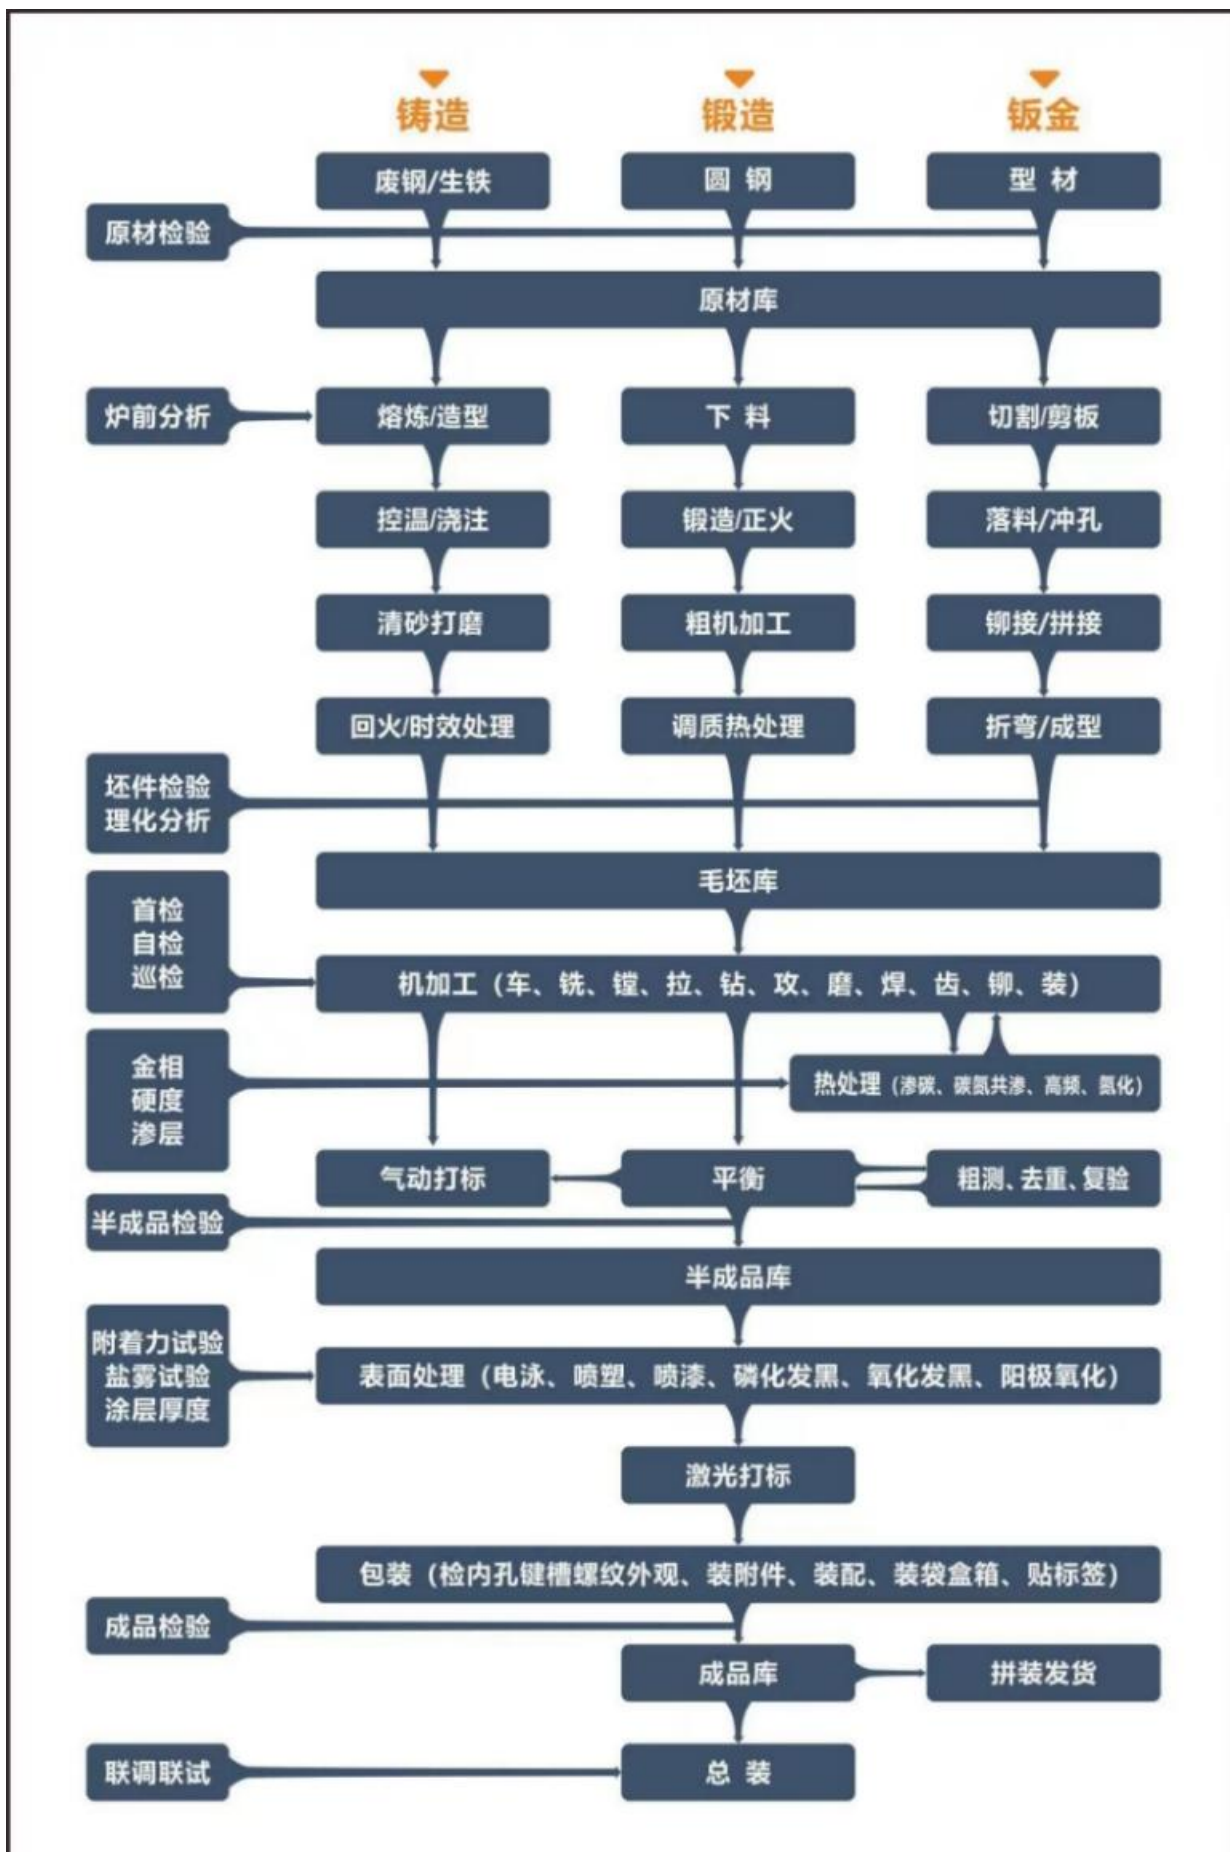 铸造
锻造
钣金
废钢/生铁
圆 钢
型 材
原材检验
原材库
炉前分析
熔炼/造型
下 料
切割/剪板
控温/浇注
锻造/正火
落料/冲孔
清砂打磨
粗机加工
铆接/拼接
回火/时效处理
调质热处理
折弯/成型
坯件检验
理化分析
毛坯库
首检
自检
巡检
机加工（车、铣、镗、拉、钻、攻、磨、焊、齿、铆、装）
金相
硬度
渗层
热处理（渗碳、碳氮共渗、高频、氮化）
气动打标
平衡
粗测、去重、复验
半成品检验
半成品库
附着力试验
盐雾试验
涂层厚度
表面处理（电泳、喷塑、喷漆、磷化发黑、氧化发黑、阳极氧化）
激光打标
包装（检内孔键槽螺纹外观、装附件、装配、装袋盒箱、贴标签）
成品检验
成品库
拼装发货
联调联试
总 装